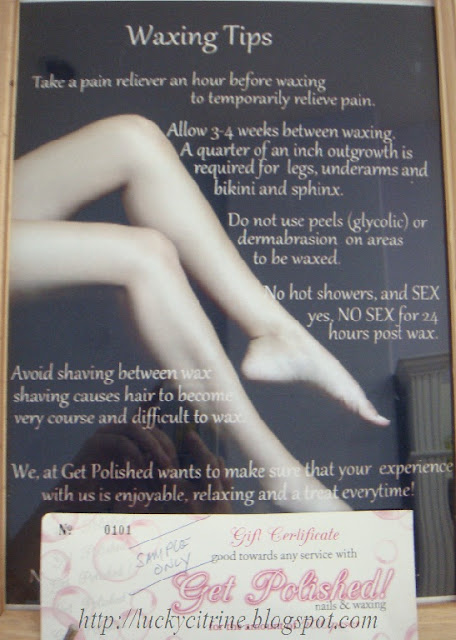 Waxing Tips
Take a pain reliever an hour before waxing
to temporarily relieve pain.
Allow 3-4 weeks between waxing.
A quarter of an inch outgrowth is
required for legs, underarms and
bikini and sphinx.
Do not use peels (glycolic) or
dermabrasion on areas
to be waxed.
No hot showers, and SEX
yes, NO SEX for 24
hours post wax.
Avoid shaving between wax
shaving causes hair to become
very course and difficult to wax.
We, at Get Polished wants to make sure that your experience
with us is enjoyable, relaxing and a treat everytime!
Nº 0101
Gift Certificate
SAMPLE
ONLY
good towards any service with
Get Polished!
nails & waxing
for the amount of
http://luckycitrine.blogspot.com